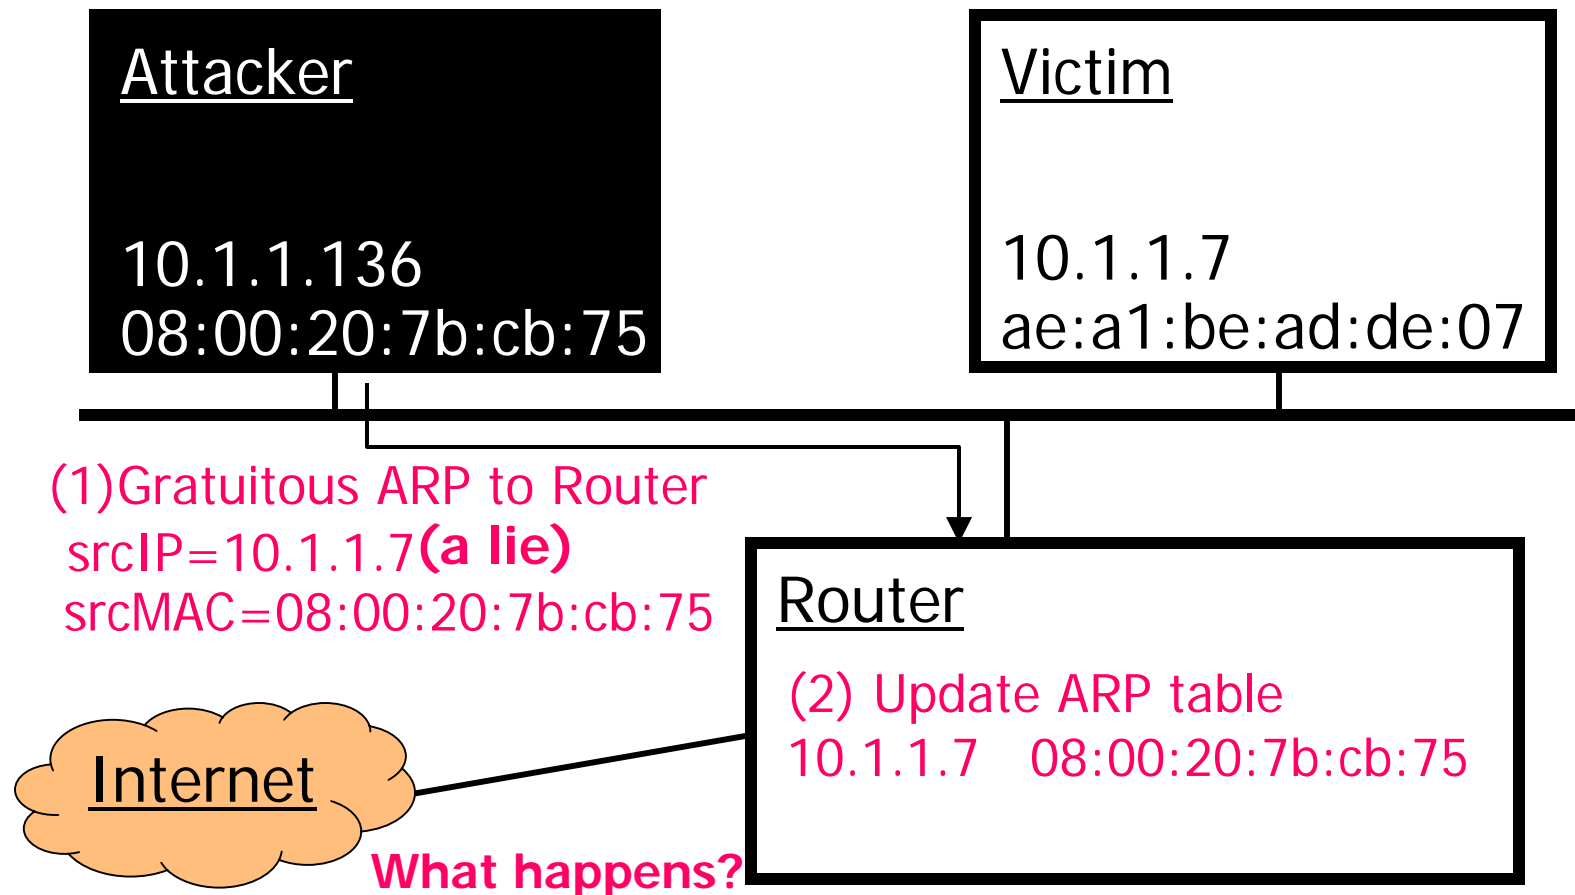 Attacker
10.1.1.136
08:00:20:7b:cb:75
Victim
10.1.1.7
ae:a1:be:ad:de:07
(1)Gratuitous ARP to Router
srcIP=10.1.1.7(a lie)
srcMAC=08:00:20:7b:cb:75
Router
(2) Update ARP table
10.1.1.7 08:00:20:7b:cb:75
Internet
What happens?